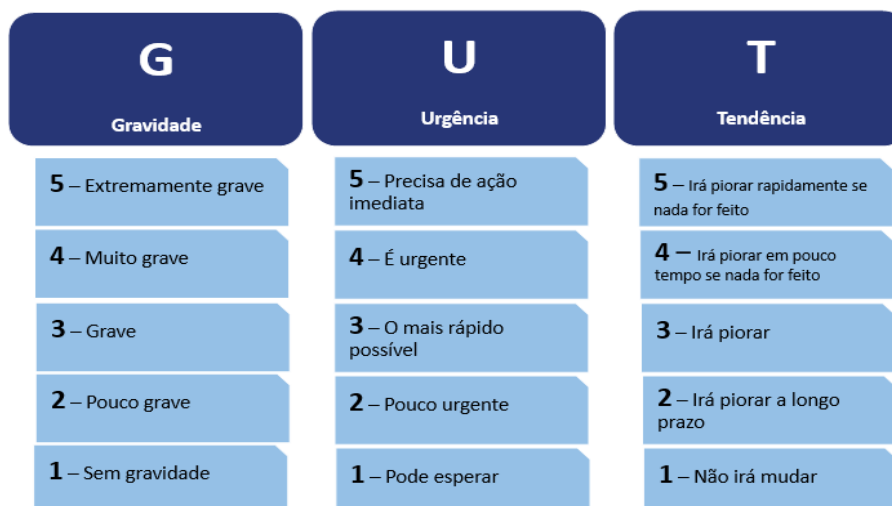 G
Gravidade
5 – Extremamente grave
4 – Muito grave
3 – Grave
2 – Pouco grave
1 – Sem gravidade
U
Urgência
5 – Precisa de ação
imediata
4 – É urgente
3 – O mais rápido
possível
2 – Pouco urgente
1 – Pode esperar
T
Tendência
5 – Irá piorar rapidamente se
nada for feito
4 – Irá piorar em pouco
tempo se nada for feito
3 – Irá piorar
2 – Irá piorar a longo
prazo
1 – Não irá mudar